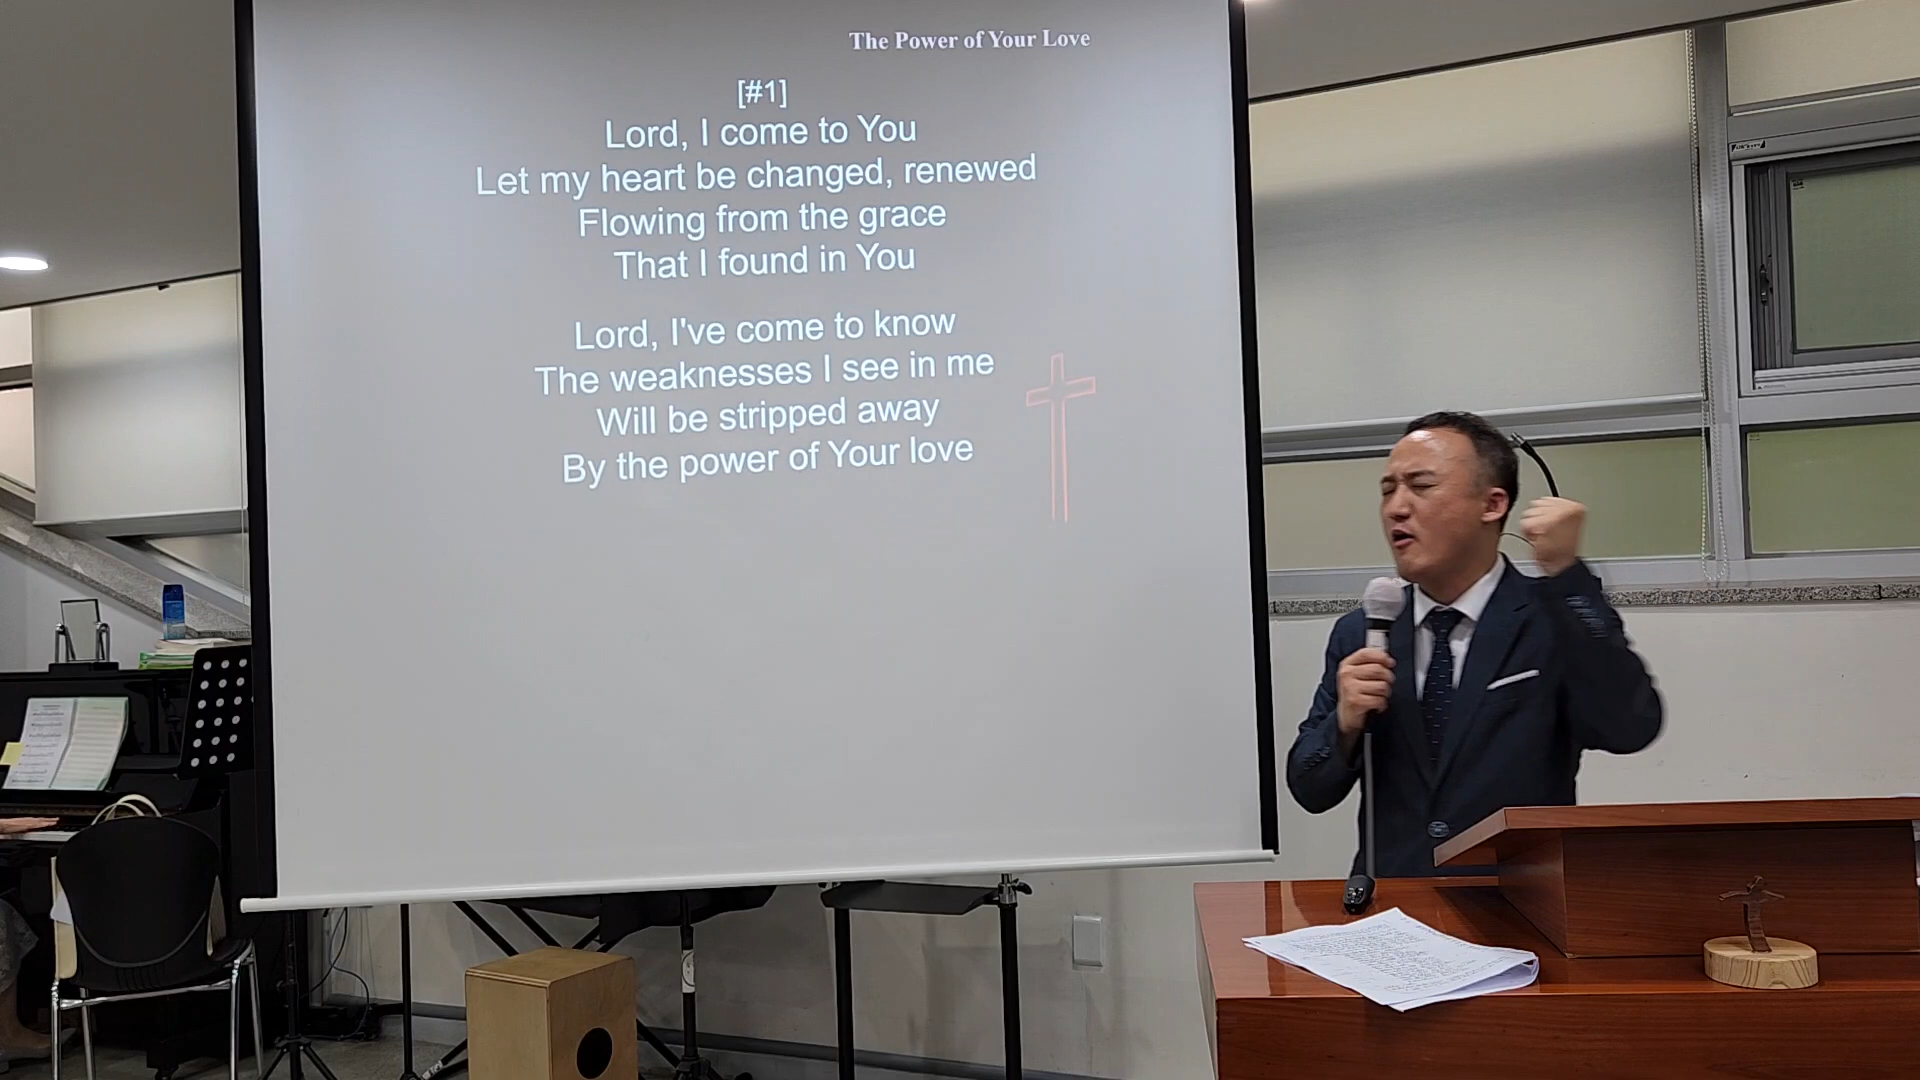 The Power of Your Love
[#1]
Lord, I come to You
Let my heart be changed, renewed
Flowing from the grace
That I found in You
Lord, I've come to know
The weaknesses I see in me
Will be stripped away
By the power of Your love